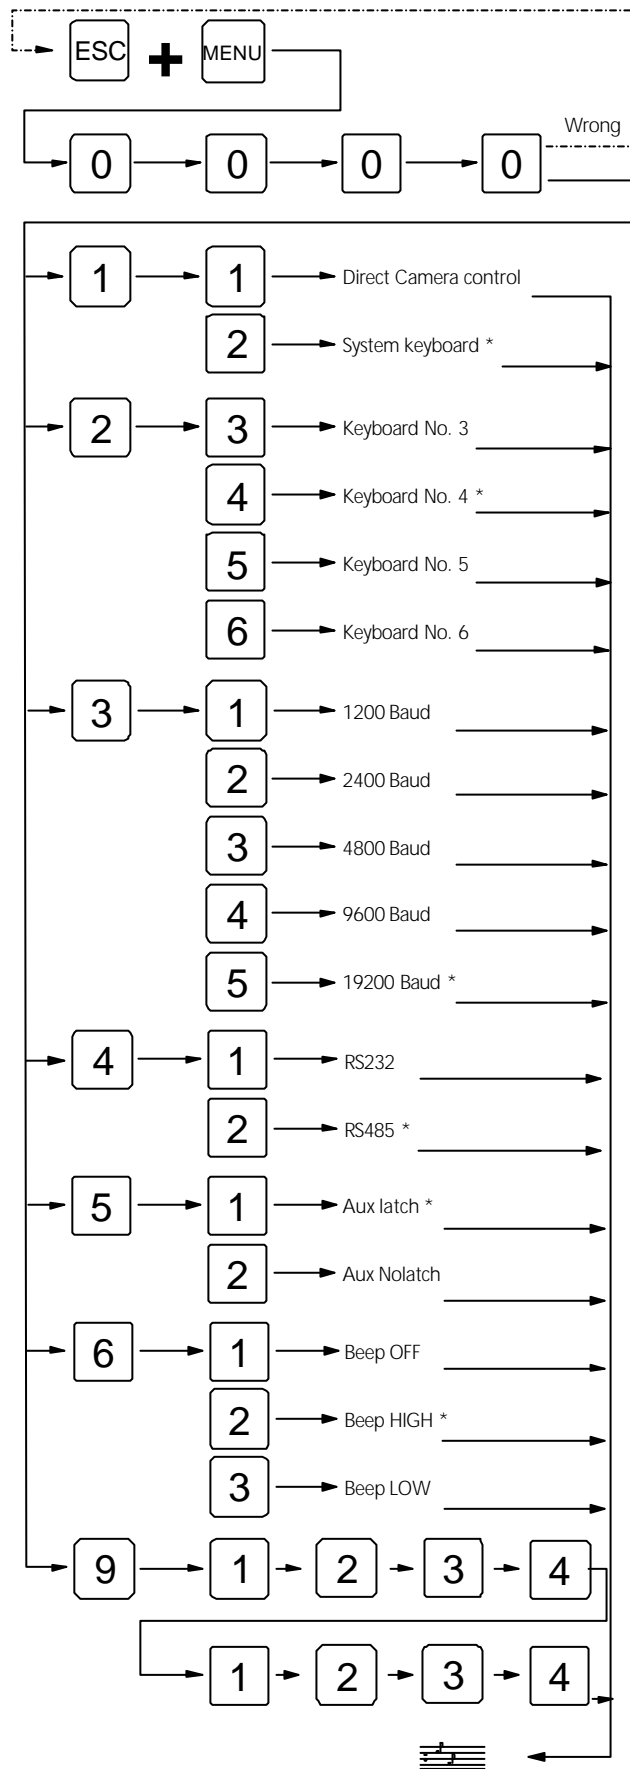 ESC + MENU
Wrong
0 0 0 0
1 1 Direct Camera control
2 System keyboard *
2 3 Keyboard No. 3
4 Keyboard No. 4 *
5 Keyboard No. 5
6 Keyboard No. 6
3 1 1200 Baud
2 2400 Baud
3 4800 Baud
4 9600 Baud
5 19200 Baud *
4 1 RS232
2 RS485 *
5 1 Aux latch *
2 Aux Nolatch
6 1 Beep OFF
2 Beep HIGH *
3 Beep LOW
9 1 2 3 4
1 2 3 4